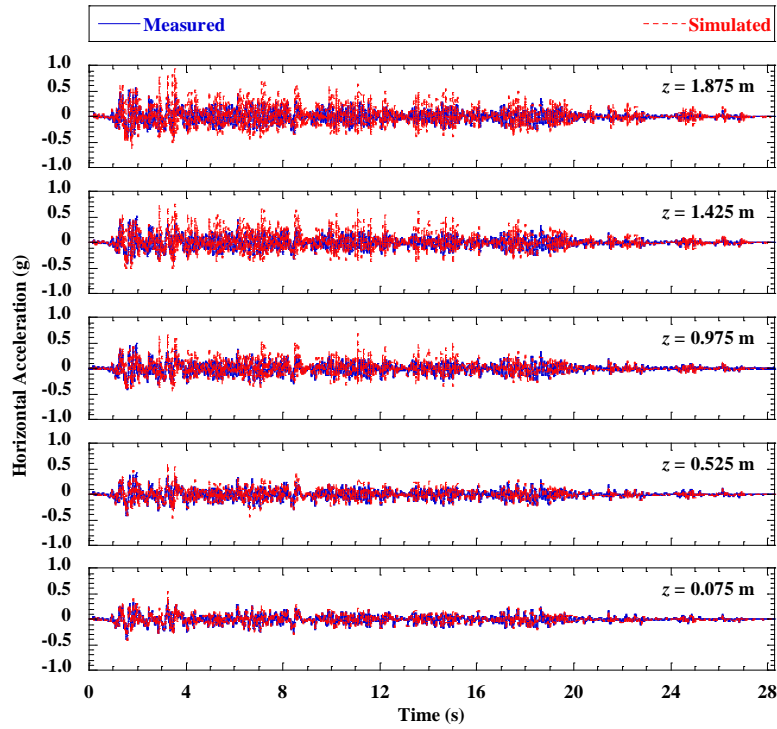 Measured Simulated
Horizontal Acceleration (g)
1.0
0.5
0
-0.5
-1.0
z = 1.875 m
1.0
0.5
0
-0.5
-1.0
z = 1.425 m
1.0
0.5
0
-0.5
-1.0
z = 0.975 m
1.0
0.5
0
-0.5
-1.0
z = 0.525 m
1.0
0.5
0
-0.5
-1.0
z = 0.075 m
0 4 8 12 16 20 24 28
Time (s)